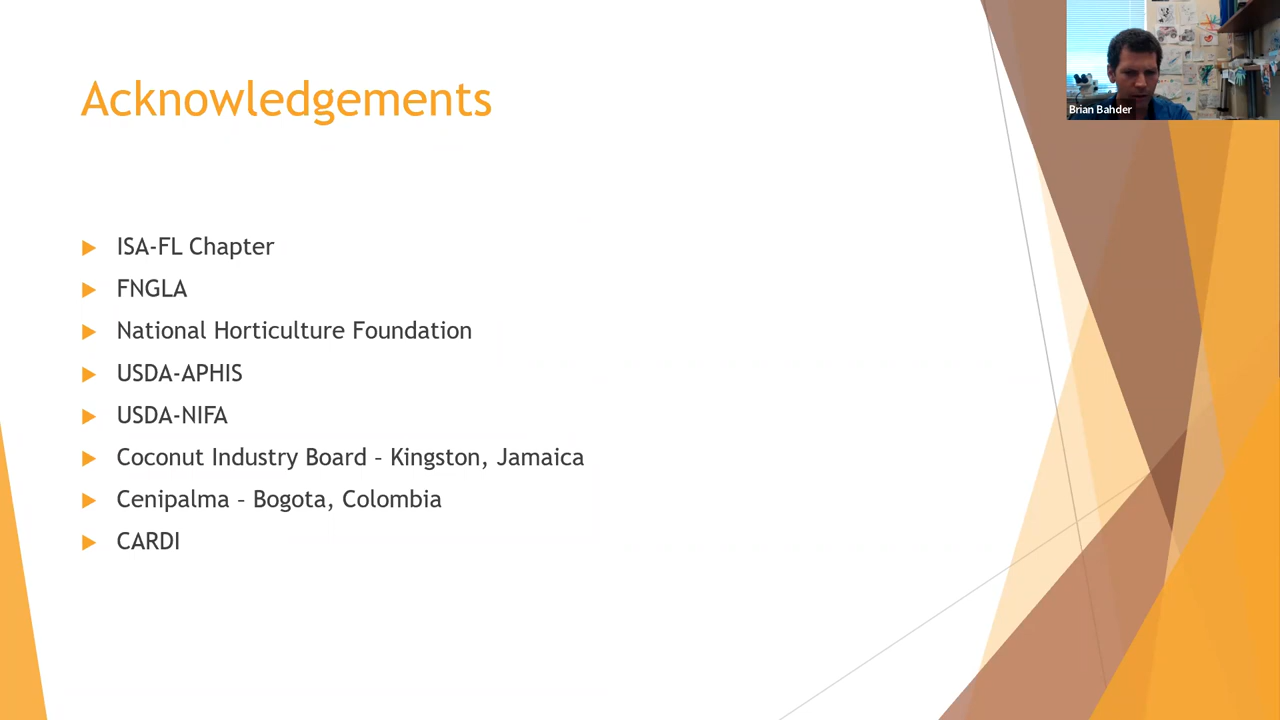 Acknowledgements
Brian Bahder
ISA-FL Chapter
FNGLA
National Horticulture Foundation
USDA-APHIS
USDA-NIFA
Coconut Industry Board – Kingston, Jamaica
Cenipalma – Bogota, Colombia
CARDI